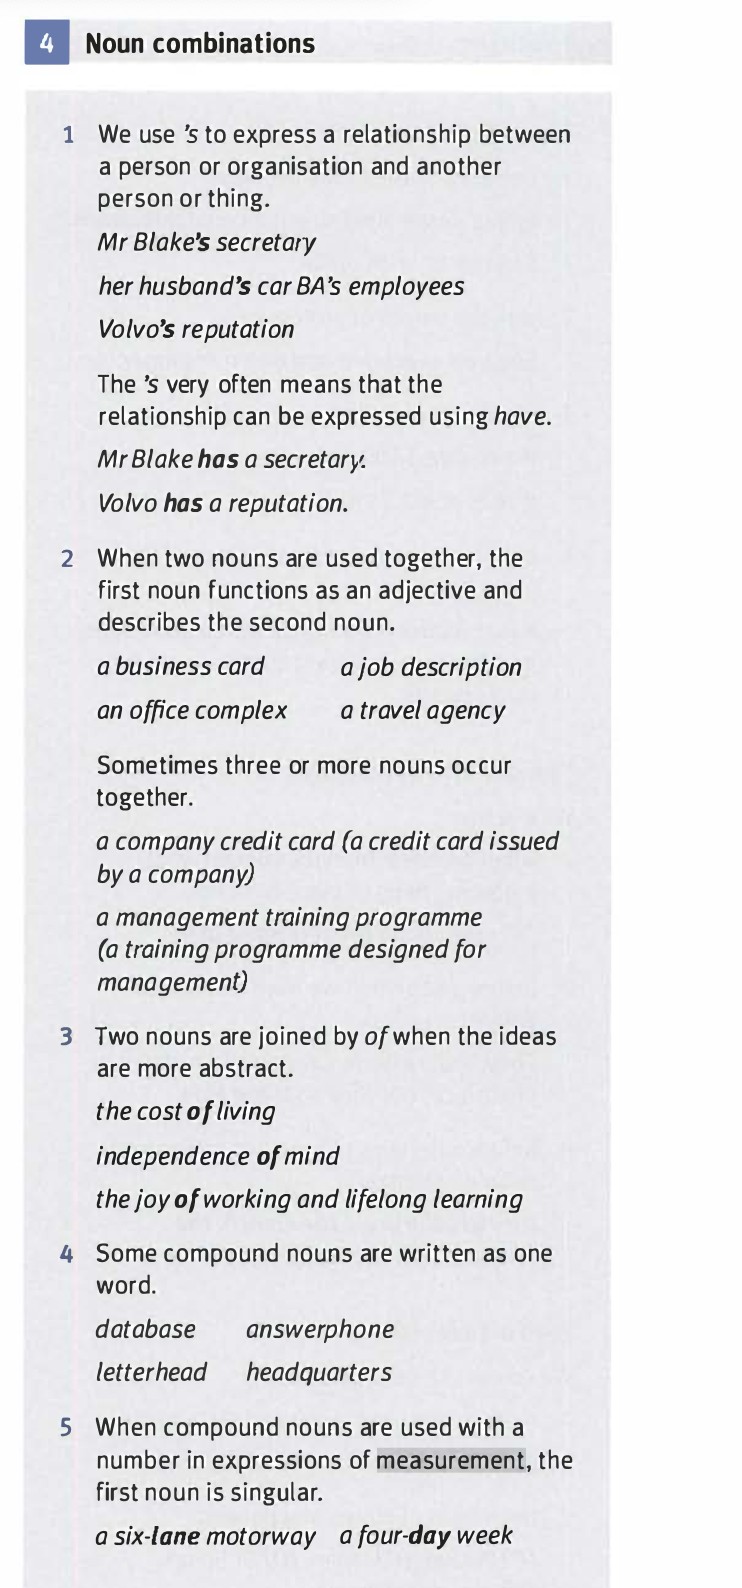 4 Noun combinations
1 We use 's to express a relationship between
a person or organisation and another
person or thing.
Mr Blake's secretary
her husband's car BA's employees
Volvo's reputation
The 's very often means that the
relationship can be expressed using have.
Mr Blake has a secretary.
Volvo has a reputation.
2 When two nouns are used together, the
first noun functions as an adjective and
describes the second noun.
a business card a job description
an office complex a travel agency
Sometimes three or more nouns occur
together.
a company credit card (a credit card issued
by a company)
a management training programme
(a training programme designed for
management)
3 Two nouns are joined by of when the ideas
are more abstract.
the cost of living
independence of mind
the joy of working and lifelong learning
4 Some compound nouns are written as one
word.
database answerphone
letterhead headquarters
5 When compound nouns are used with a
number in expressions of measurement, the
first noun is singular.
a six-lane motorway a four-day week